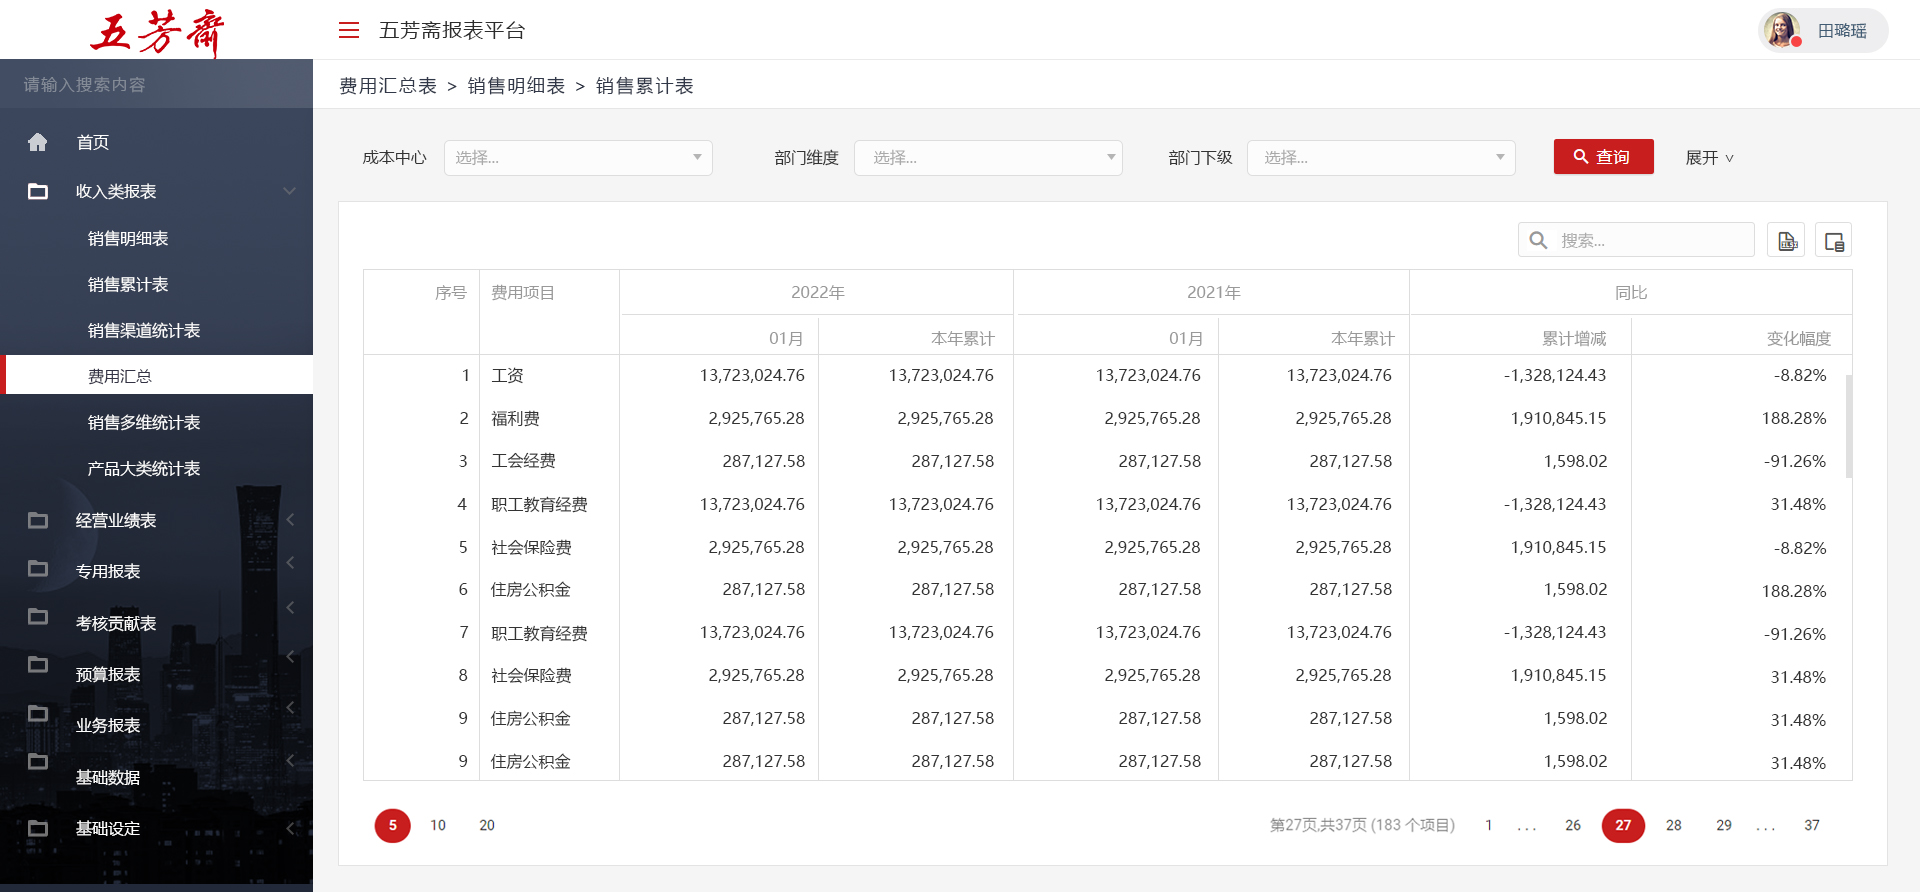 五芳斋
五芳斋报表平台
田璐瑶
请输入搜索内容
费用汇总表 > 销售明细表 > 销售累计表
首页
收入类报表
销售明细表
销售累计表
销售渠道统计表
费用汇总
销售多维统计表
产品大类统计表
经营业绩表
专用报表
考核贡献表
预算报表
业务报表
基础数据
基础设定
成本中心 选择... 部门维度 选择... 部门下级 选择... 查询 展开
搜索...
序号 费用项目 2022年 2021年 同比
01月 本年累计 01月 本年累计 累计增减 变化幅度
1 工资 13,723,024.76 13,723,024.76 13,723,024.76 13,723,024.76 -1,328,124.43 -8.82%
2 福利费 2,925,765.28 2,925,765.28 2,925,765.28 2,925,765.28 1,910,845.15 188.28%
3 工会经费 287,127.58 287,127.58 287,127.58 287,127.58 1,598.02 -91.26%
4 职工教育经费 13,723,024.76 13,723,024.76 13,723,024.76 13,723,024.76 -1,328,124.43 31.48%
5 社会保险费 2,925,765.28 2,925,765.28 2,925,765.28 2,925,765.28 1,910,845.15 -8.82%
6 住房公积金 287,127.58 287,127.58 287,127.58 287,127.58 1,598.02 188.28%
7 职工教育经费 13,723,024.76 13,723,024.76 13,723,024.76 13,723,024.76 -1,328,124.43 -91.26%
8 社会保险费 2,925,765.28 2,925,765.28 2,925,765.28 2,925,765.28 1,910,845.15 31.48%
9 住房公积金 287,127.58 287,127.58 287,127.58 287,127.58 1,598.02 31.48%
9 住房公积金 287,127.58 287,127.58 287,127.58 287,127.58 1,598.02 31.48%
5 10 20 第27页,共37页 (183 个项目) 1 ... 26 27 28 29 ... 37